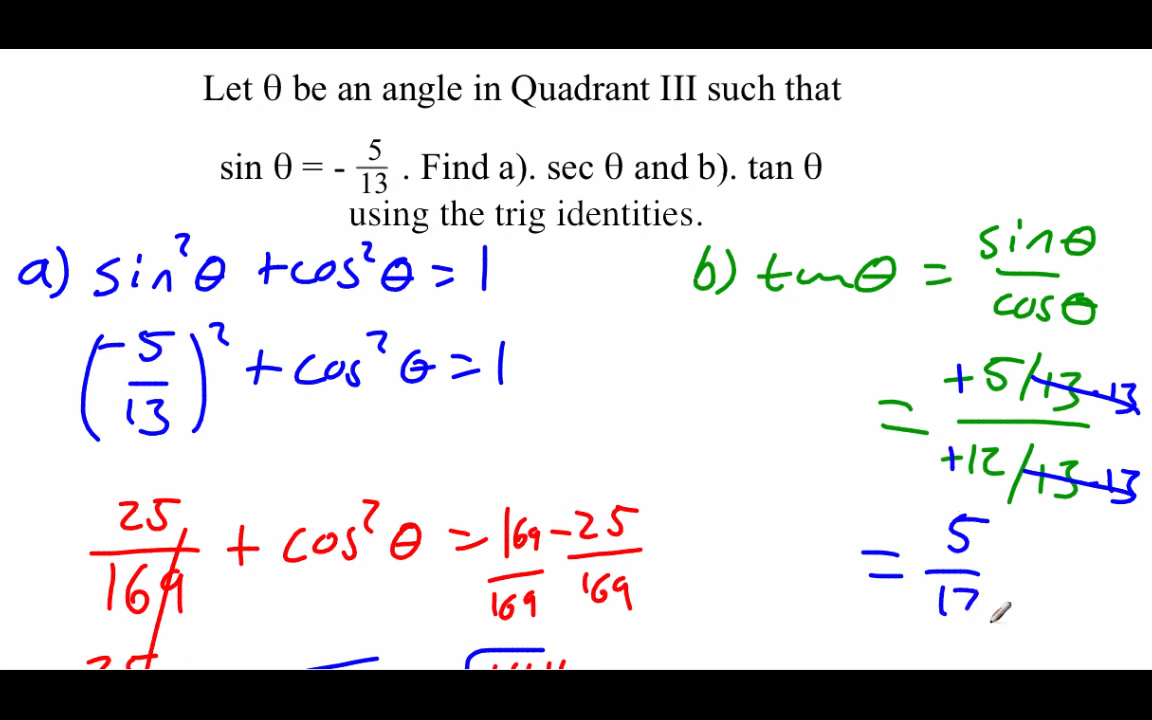 Let θ be an angle in Quadrant III such that
sin θ = - 5/13 . Find a). sec θ and b). tan θ
using the trig identities.
a) sin²θ + cos²θ = 1
(-5/13)² + cos²θ = 1
25/169 + cos²θ = 169/169 - 25/169
b) tanθ = sinθ/cosθ
= +5/13·13
+12/13·13
= 5/12